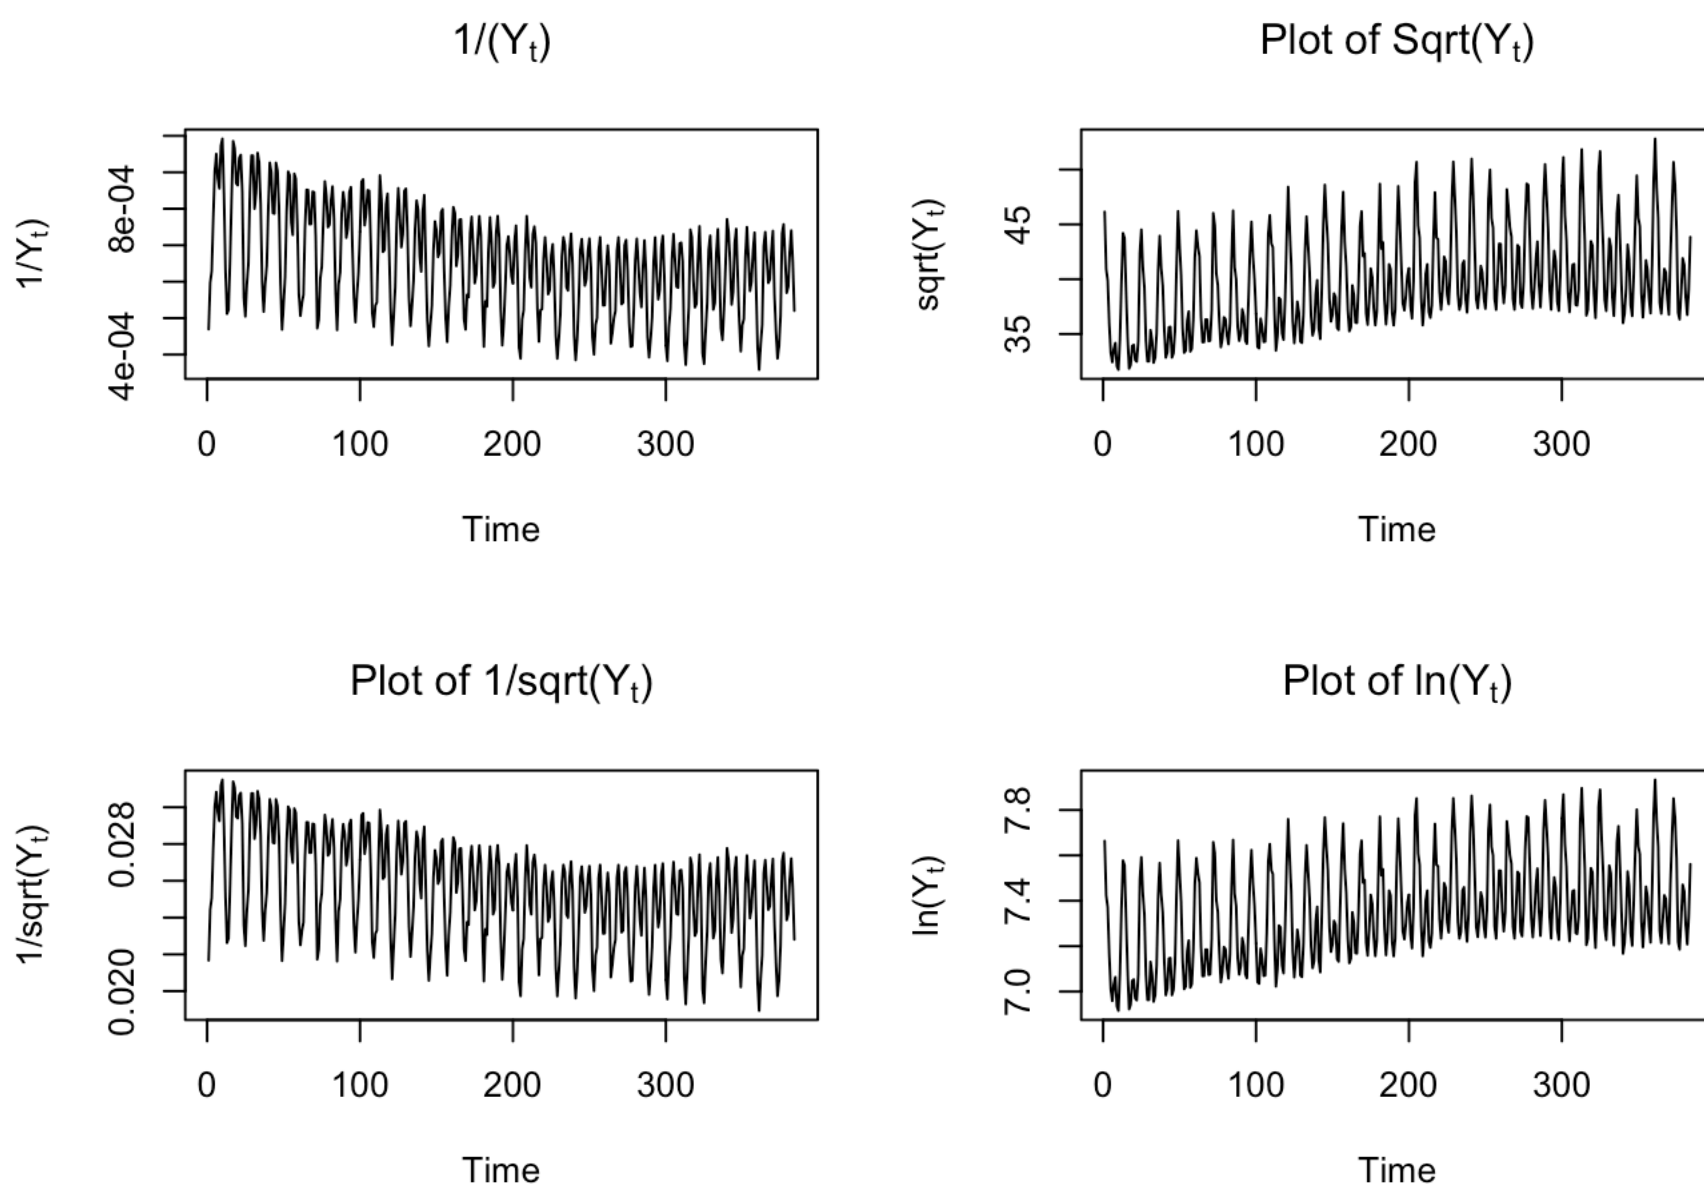 1/(Yt)
1/Yt)
8e-04
4e-04
0 100 200 300
Time
Plot of Sqrt(Yt)
sqrt(Yt)
45
35
0 100 200 300
Time
Plot of 1/sqrt(Yt)
1/sqrt(Yt)
0.028
0.020
0 100 200 300
Time
Plot of ln(Yt)
ln(Yt)
7.8
7.4
7.0
0 100 200 300
Time